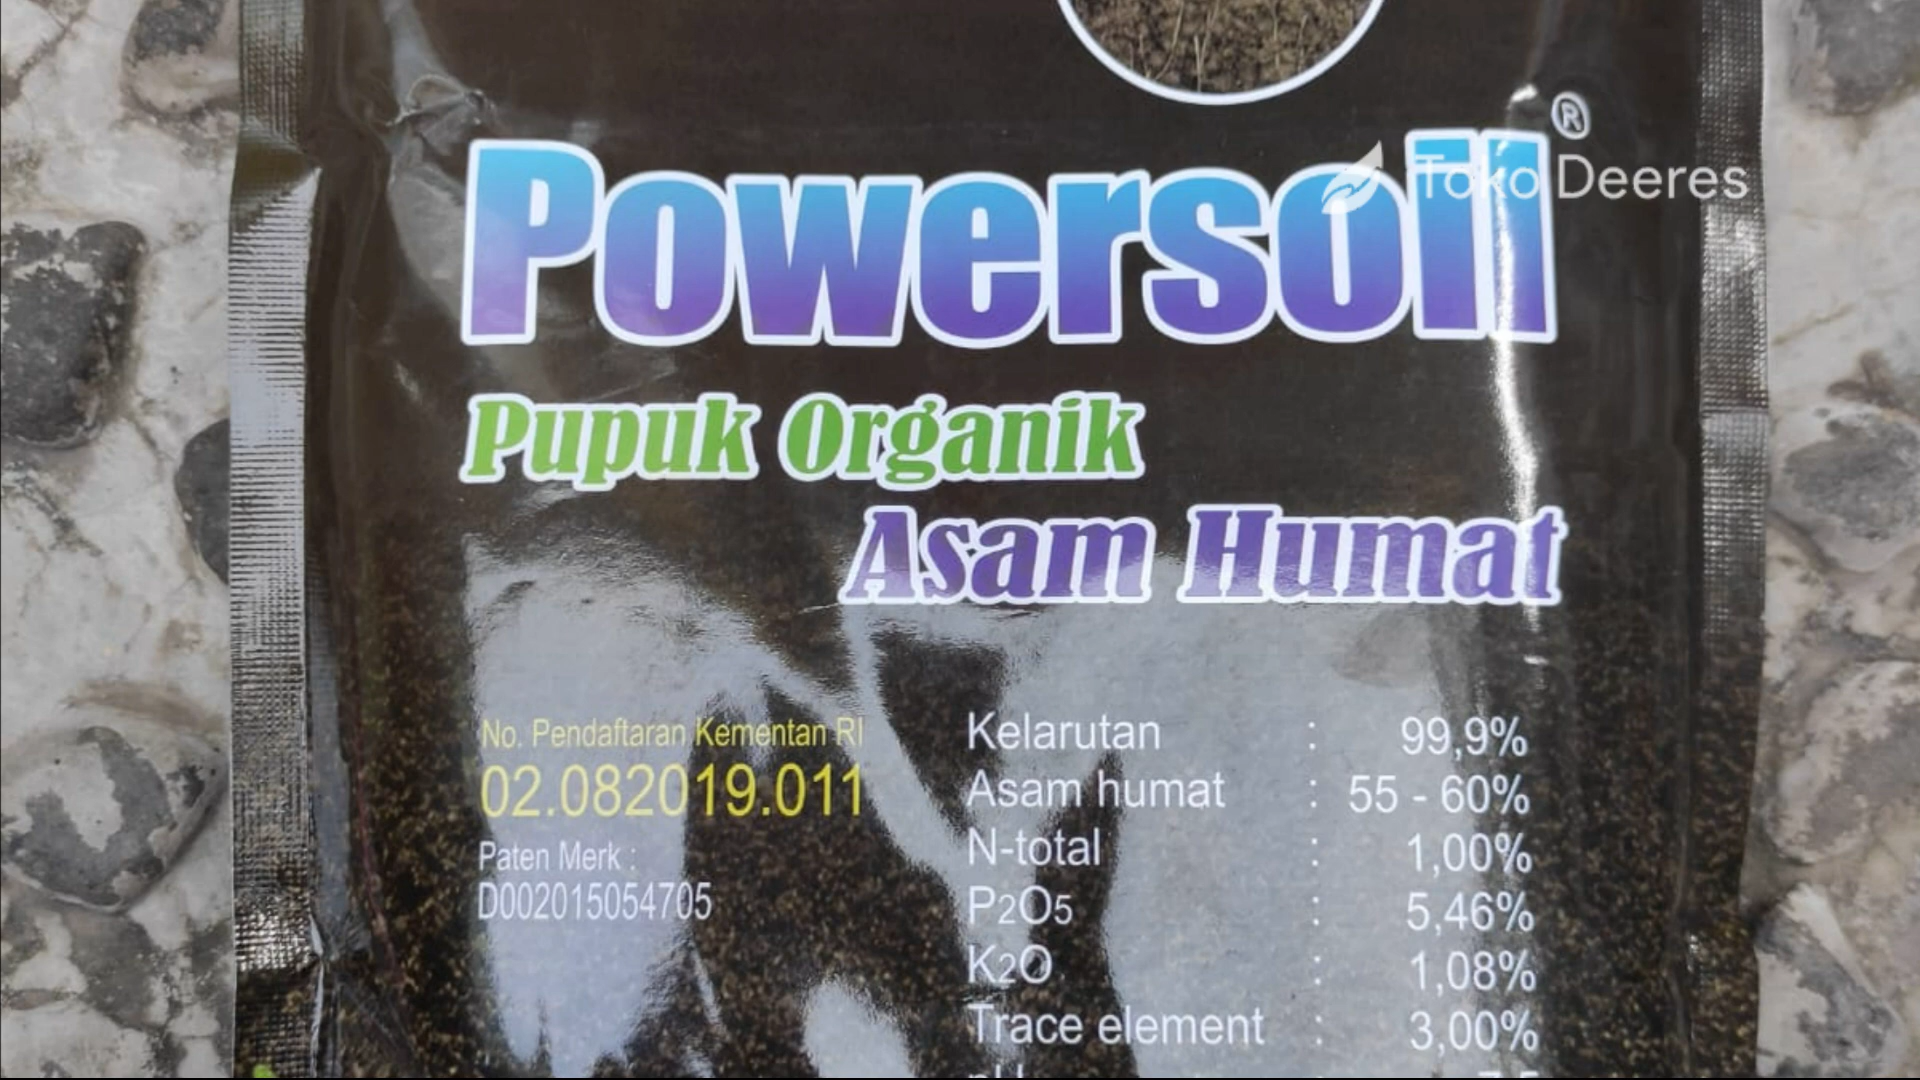 Powersoil®
Toko Deeres
Pupuk Organik
Asam Humat
No. Pendaftaran Kementan RI
02.082019.011
Paten Merk :
D002015054705
Kelarutan : 99,9%
Asam humat : 55 - 60%
N-total : 1,00%
P2O5 : 5,46%
K2O : 1,08%
Trace element : 3,00%